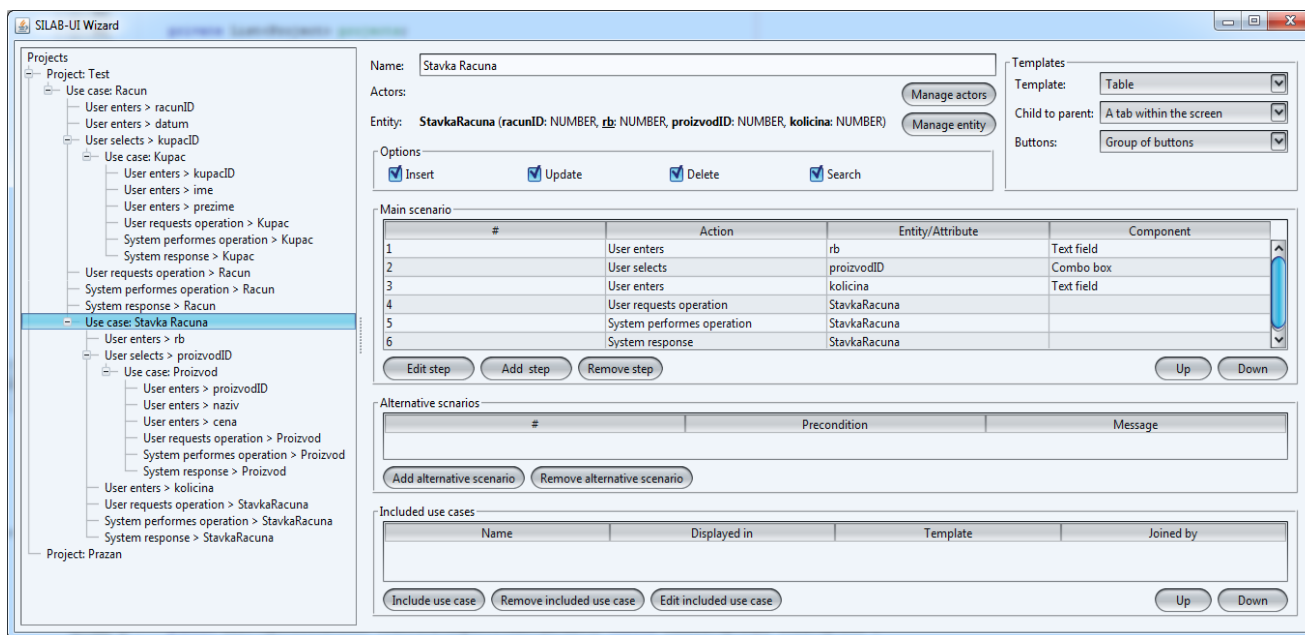 SILAB-UI Wizard
Projects
Project: Test
Use case: Racun
User enters > racunID
User enters > datum
User selects > kupacID
Use case: Kupac
User enters > kupacID
User enters > ime
User enters > prezime
User requests operation > Kupac
System performes operation > Kupac
System response > Kupac
User requests operation > Racun
System performes operation > Racun
System response > Racun
Use case: Stavka Racuna
User enters > rb
User selects > proizvodID
Use case: Proizvod
User enters > proizvodID
User enters > naziv
User enters > cena
User requests operation > Proizvod
System performes operation > Proizvod
System response > Proizvod
User enters > kolicina
User requests operation > StavkaRacuna
System performes operation > StavkaRacuna
System response > StavkaRacuna
Project: Prazan
Name: Stavka Racuna
Actors: Manage actors
Entity: StavkaRacuna (racunID: NUMBER, rb: NUMBER, proizvodID: NUMBER, kolicina: NUMBER) Manage entity
Options
Insert Update Delete Search
Templates
Template: Table
Child to parent: A tab within the screen
Buttons: Group of buttons
Main scenario
# Action Entity/Attribute Component
1 User enters rb Text field
2 User selects proizvodID Combo box
3 User enters kolicina Text field
4 User requests operation StavkaRacuna
5 System performes operation StavkaRacuna
6 System response StavkaRacuna
Edit step Add step Remove step Up Down
Alternative scnarios
# Precondition Message
Add alternative scenario Remove alternative scenario
Included use cases
Name Displayed in Template Joined by
Include use case Remove included use case Edit included use case Up Down